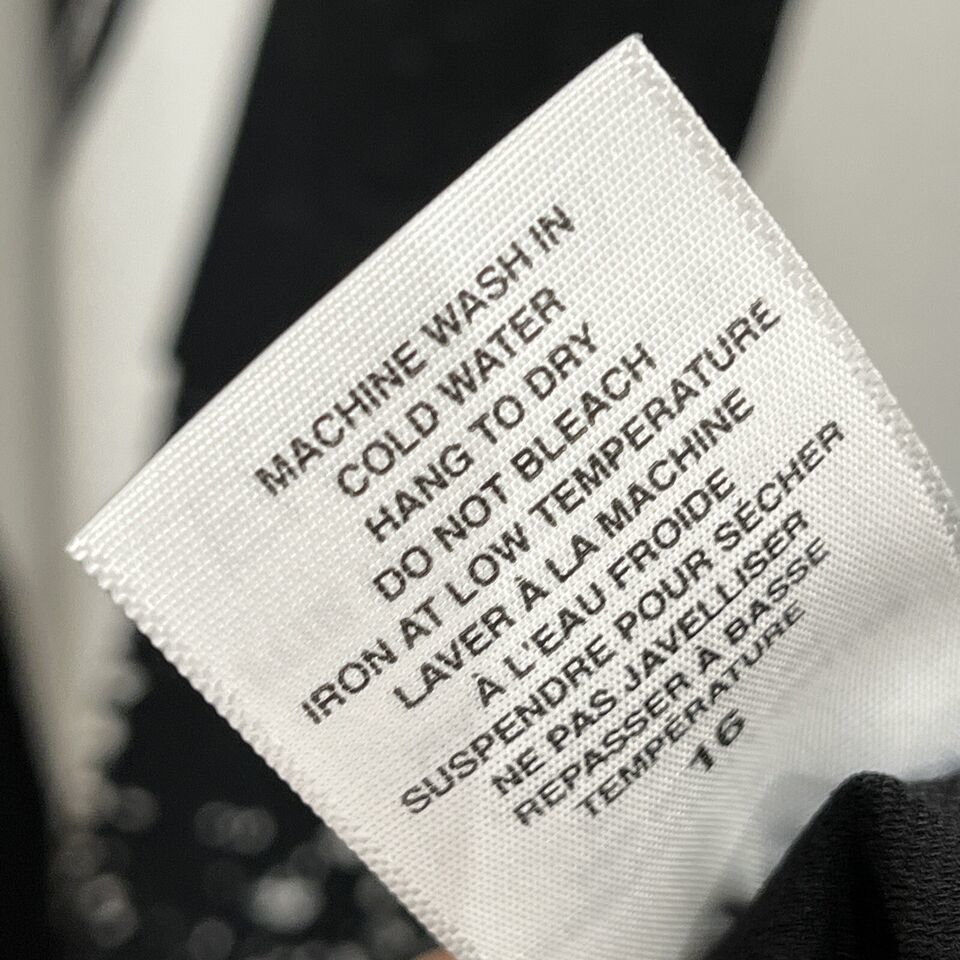 MACHINE WASH IN
COLD WATER
HANG TO DRY
DO NOT BLEACH
IRON AT LOW TEMPERATURE
LAVER À LA MACHINE
À L'EAU FROIDE
SUSPENDRE POUR SÉCHER
NE PAS JAVELLISER
REPASSER À BASSE
TEMPÉRATURE
16